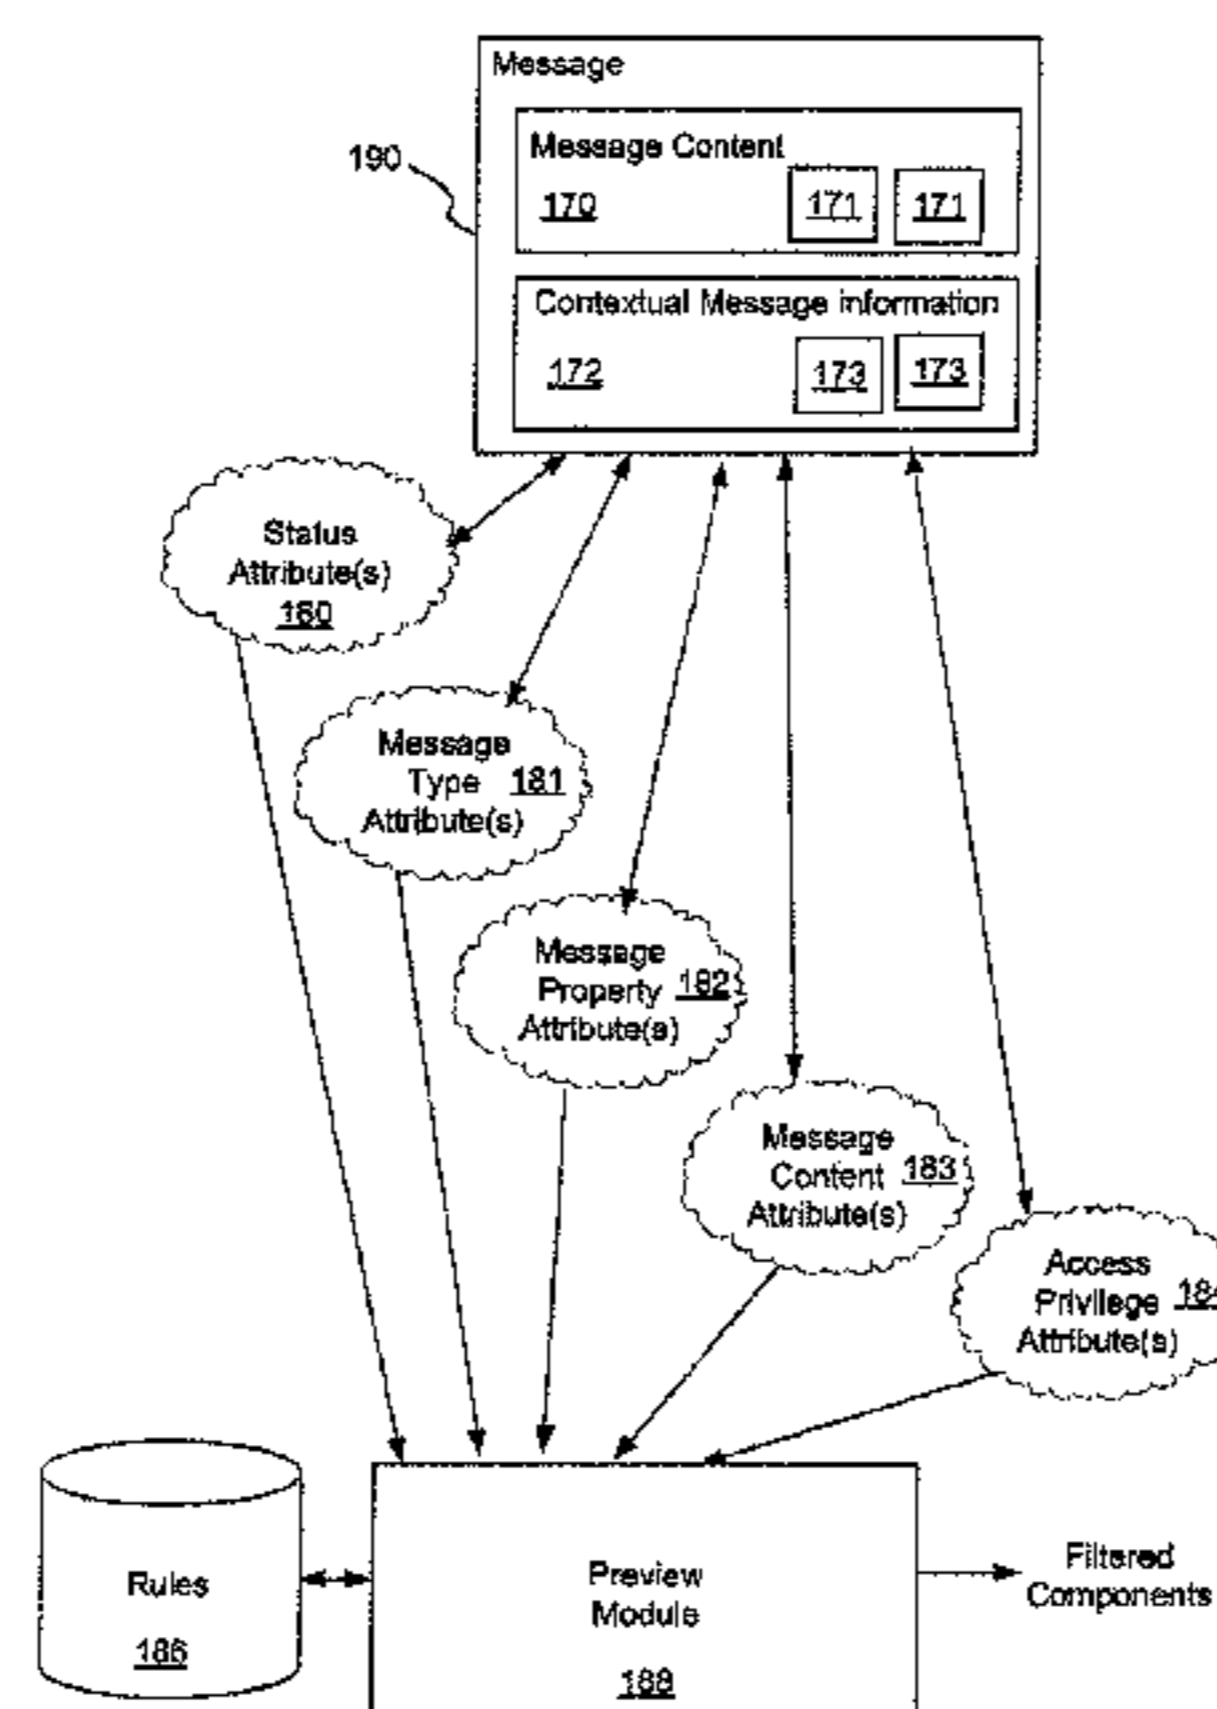 Message
Message Content
190
170 171 171
Contextual Message information
172 173 173
Status
Attribute(s)
180
Message
Type 181
Attribute(s)
Message
Property 182
Attribute(s)
Message
Content 183
Attribute(s)
Access
Privilege
Attribute(s)
Rules
186
Preview
Module
188
Filtered
Components